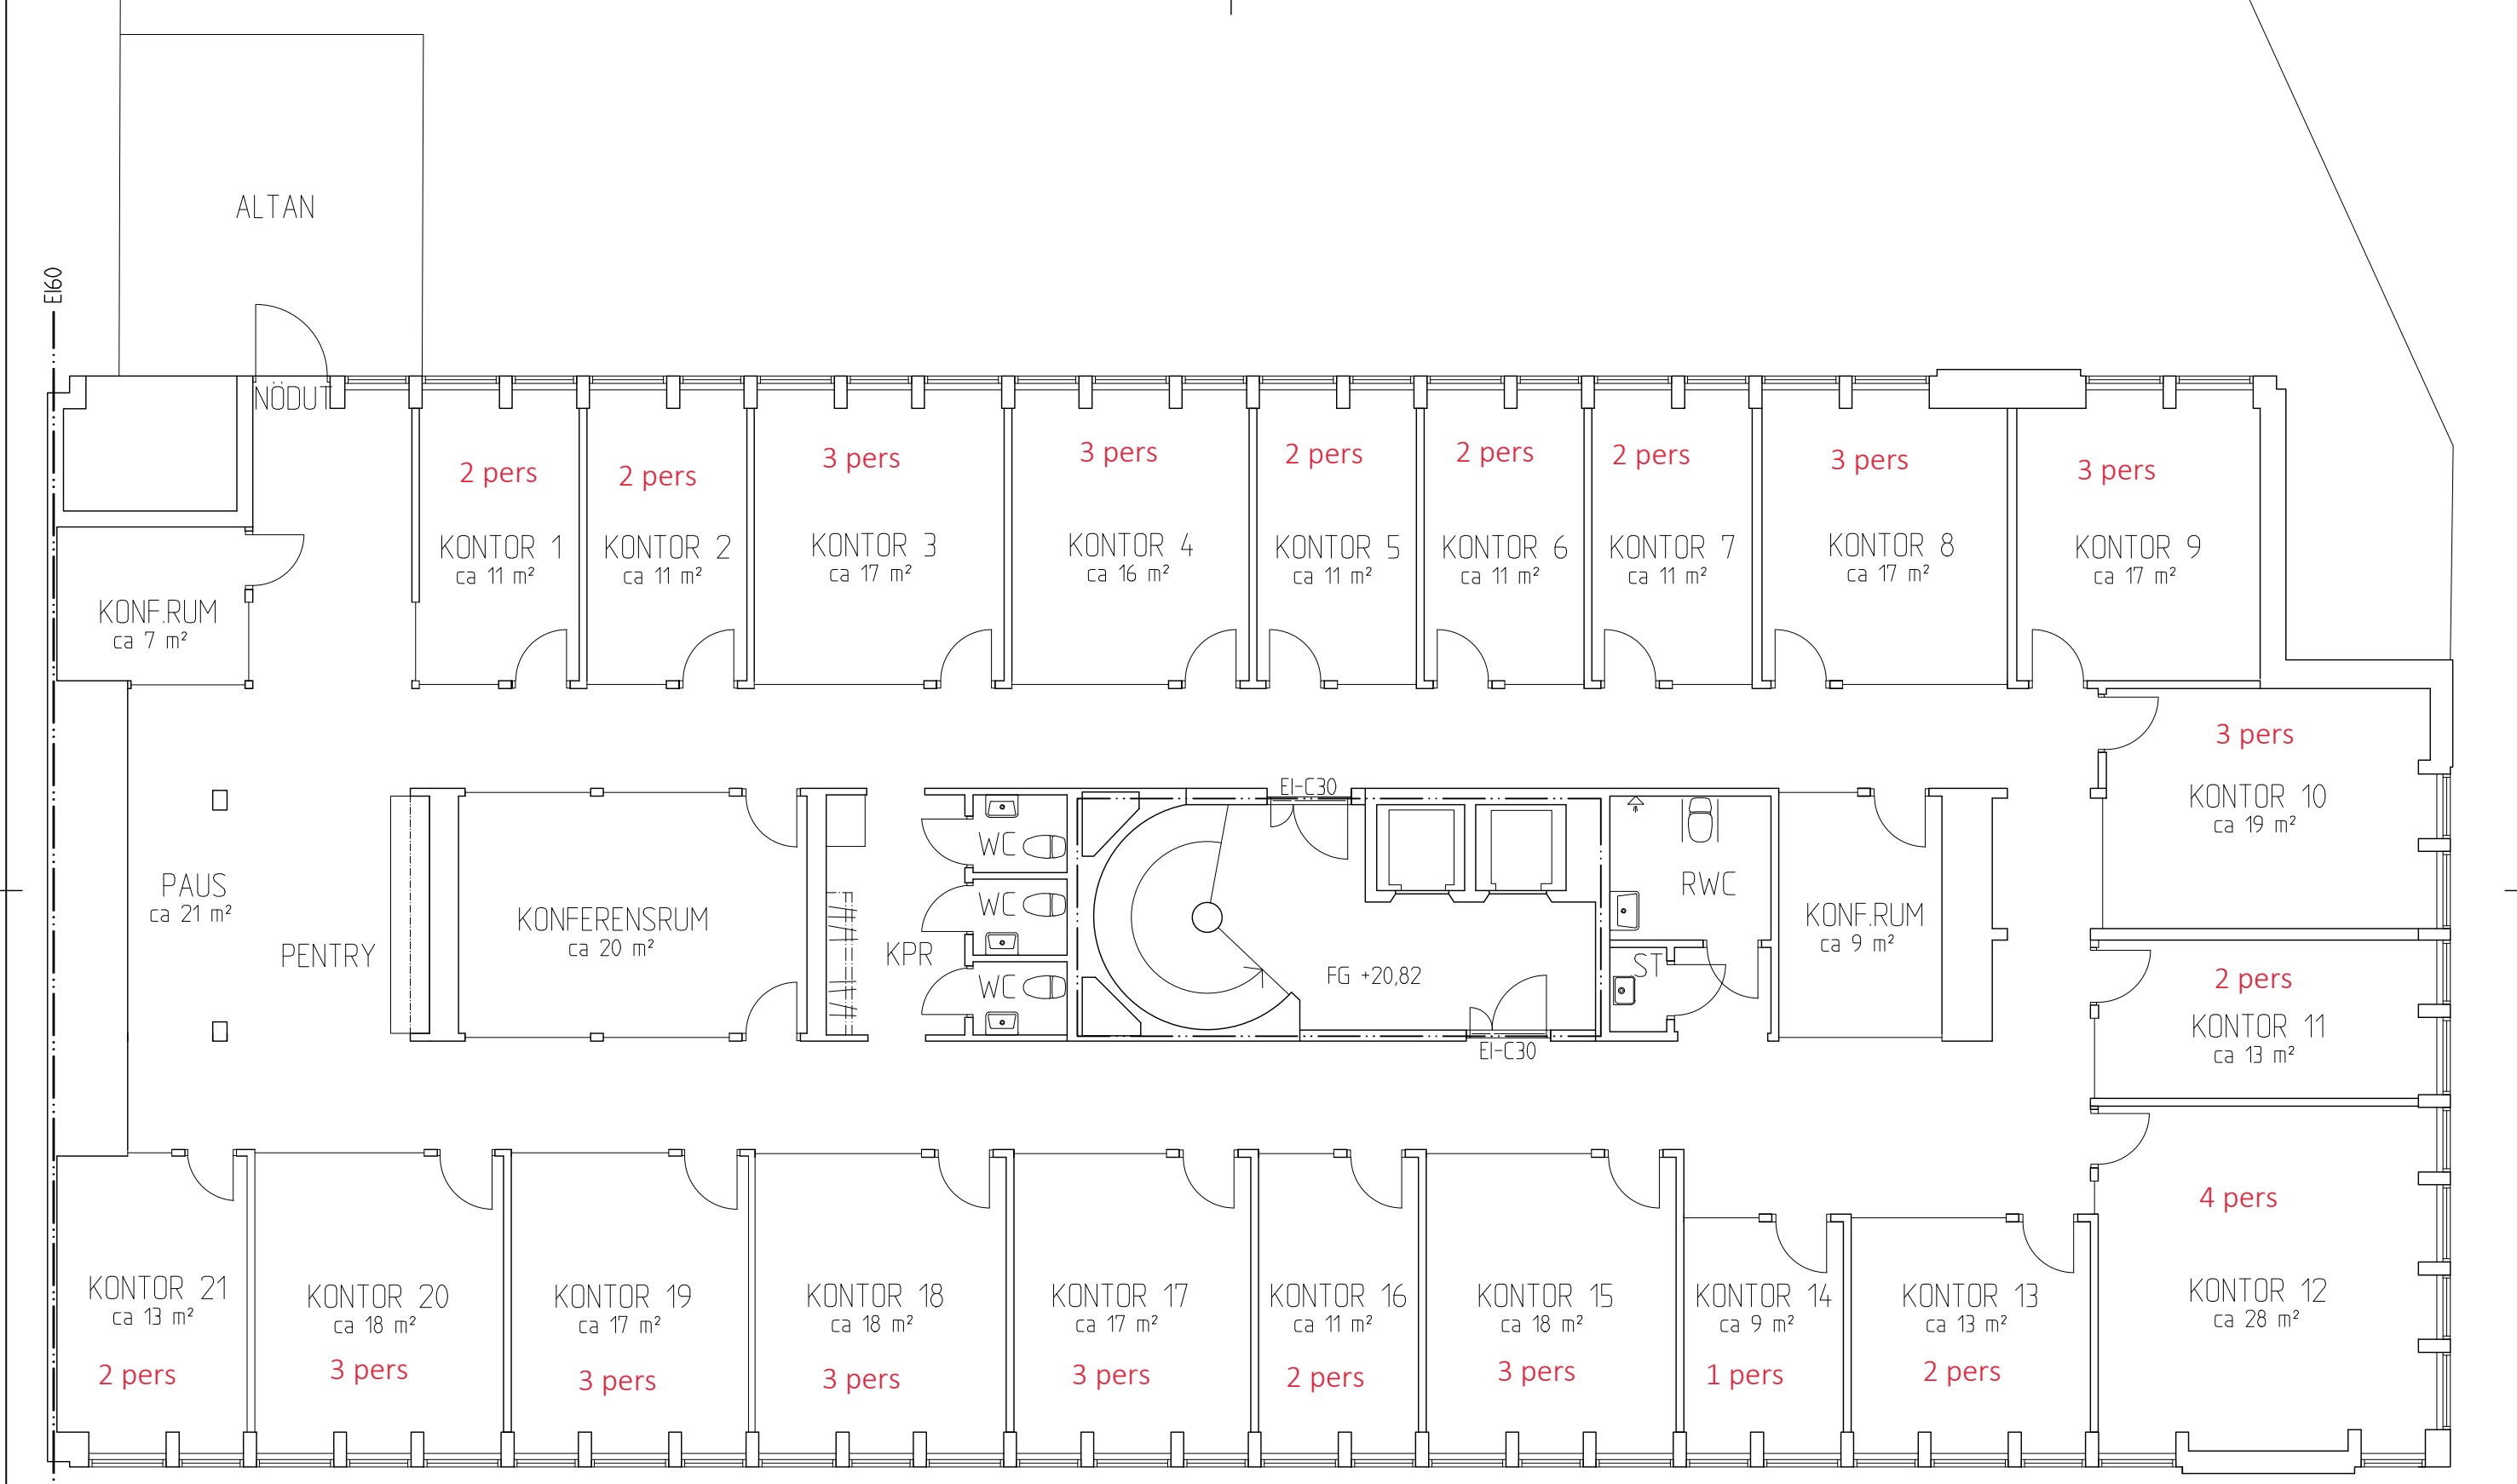 ALTAN
EI60
NÖDUT
2 pers
KONTOR 1
ca 11 m²
2 pers
KONTOR 2
ca 11 m²
3 pers
KONTOR 3
ca 17 m²
3 pers
KONTOR 4
ca 16 m²
2 pers
KONTOR 5
ca 11 m²
2 pers
KONTOR 6
ca 11 m²
2 pers
KONTOR 7
ca 11 m²
3 pers
KONTOR 8
ca 17 m²
3 pers
KONTOR 9
ca 17 m²
KONF.RUM
ca 7 m²
3 pers
KONTOR 10
ca 19 m²
PAUS
ca 21 m²
PENTRY
KONFERENSRUM
ca 20 m²
KPR
WC
WC
WC
EI-C30
FG +20,82
EI-C30
RWC
ST
KONF.RUM
ca 9 m²
2 pers
KONTOR 11
ca 13 m²
4 pers
KONTOR 12
ca 28 m²
KONTOR 21
ca 13 m²
2 pers
KONTOR 20
ca 18 m²
3 pers
KONTOR 19
ca 17 m²
3 pers
KONTOR 18
ca 18 m²
3 pers
KONTOR 17
ca 17 m²
3 pers
KONTOR 16
ca 11 m²
2 pers
KONTOR 15
ca 18 m²
3 pers
KONTOR 14
ca 9 m²
1 pers
KONTOR 13
ca 13 m²
2 pers